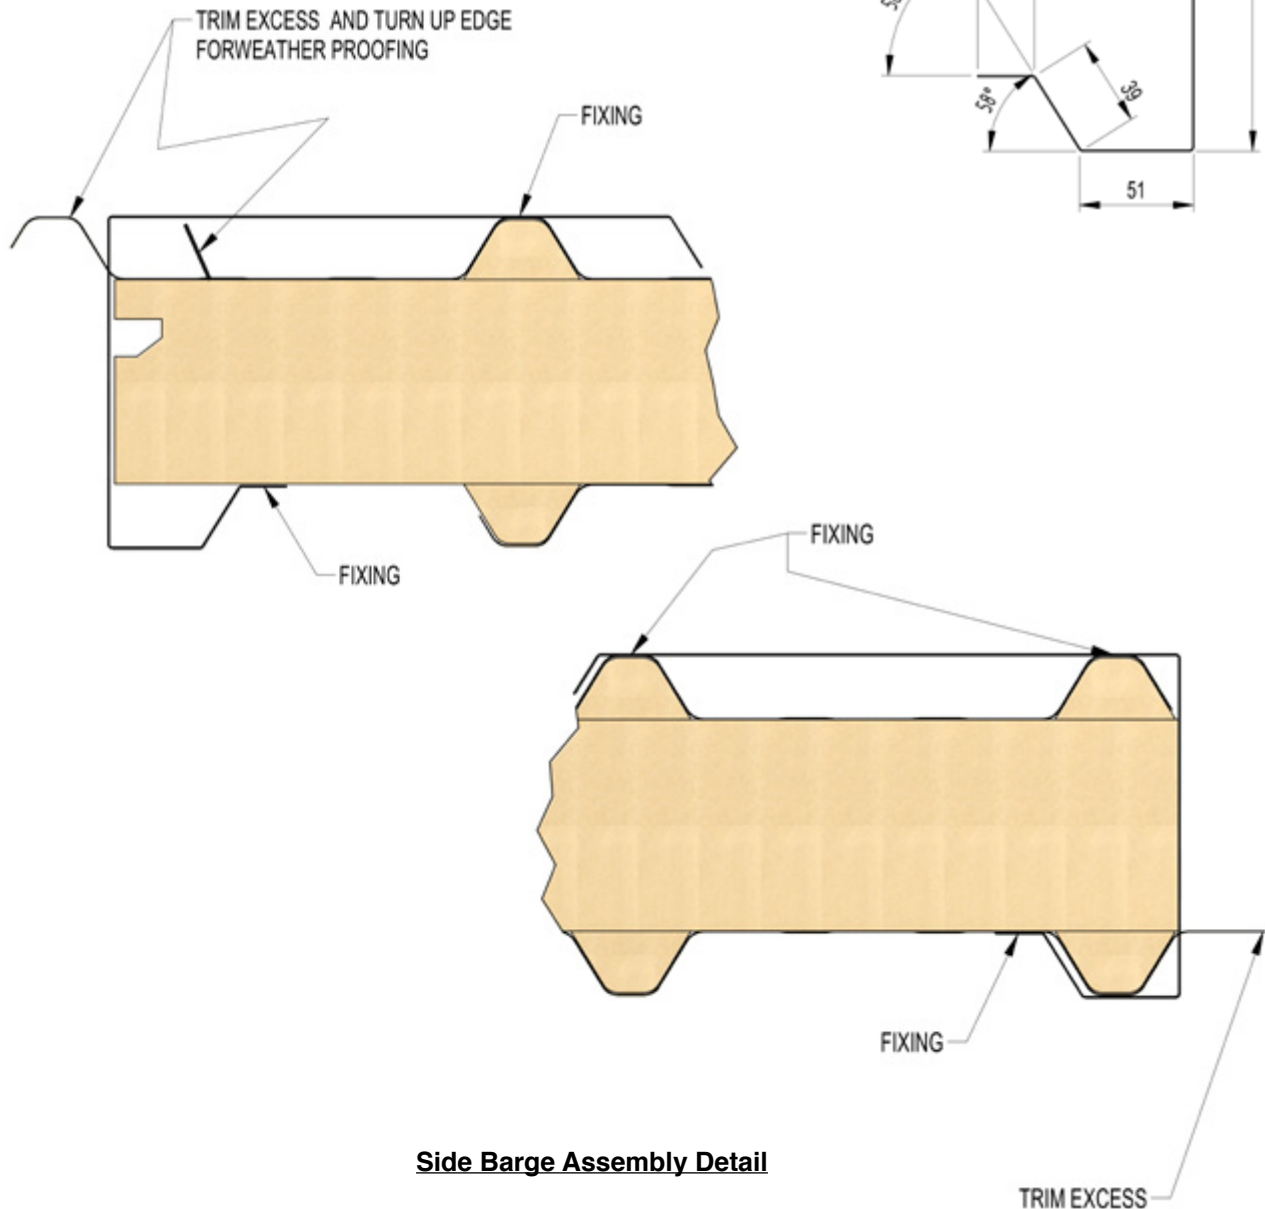 TRIM EXCESS AND TURN UP EDGE
FORWEATHER PROOFING
FIXING
39
58°
51
FIXING
FIXING
FIXING
Side Barge Assembly Detail
TRIM EXCESS